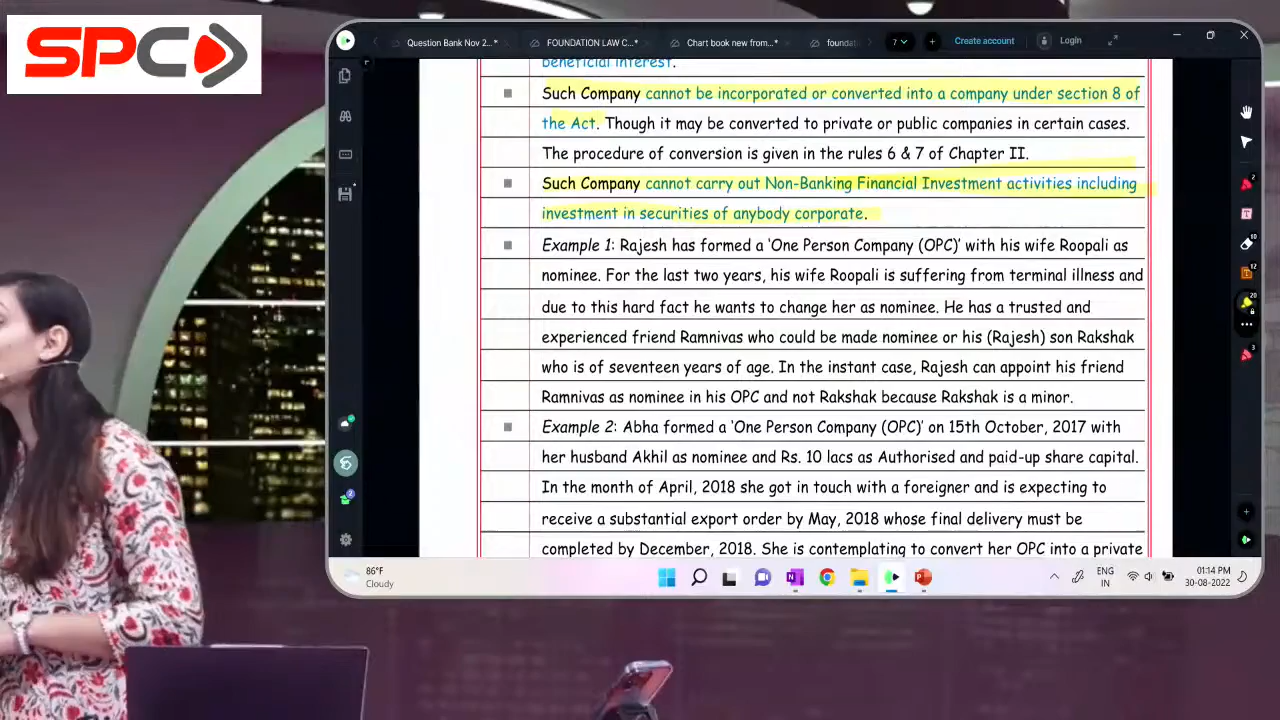 SPC
Question Bank Nov 2...*
FOUNDATION LAW C...*
Chart book new from...*
foundat
7
Create account
Login
beneficial interest.
Such Company cannot be incorporated or converted into a company under section 8 of
the Act. Though it may be converted to private or public companies in certain cases.
The procedure of conversion is given in the rules 6 & 7 of Chapter II.
Such Company cannot carry out Non-Banking Financial Investment activities including
investment in securities of anybody corporate.
Example 1: Rajesh has formed a ‘One Person Company (OPC)’ with his wife Roopali as
nominee. For the last two years, his wife Roopali is suffering from terminal illness and
due to this hard fact he wants to change her as nominee. He has a trusted and
experienced friend Ramnivas who could be made nominee or his (Rajesh) son Rakshak
who is of seventeen years of age. In the instant case, Rajesh can appoint his friend
Ramnivas as nominee in his OPC and not Rakshak because Rakshak is a minor.
Example 2: Abha formed a ‘One Person Company (OPC)’ on 15th October, 2017 with
her husband Akhil as nominee and Rs. 10 lacs as Authorised and paid-up share capital.
In the month of April, 2018 she got in touch with a foreigner and is expecting to
receive a substantial export order by May, 2018 whose final delivery must be
completed by December, 2018. She is contemplating to convert her OPC into a private
86°F
Cloudy
ENG
IN
01:14 PM
30-08-2022